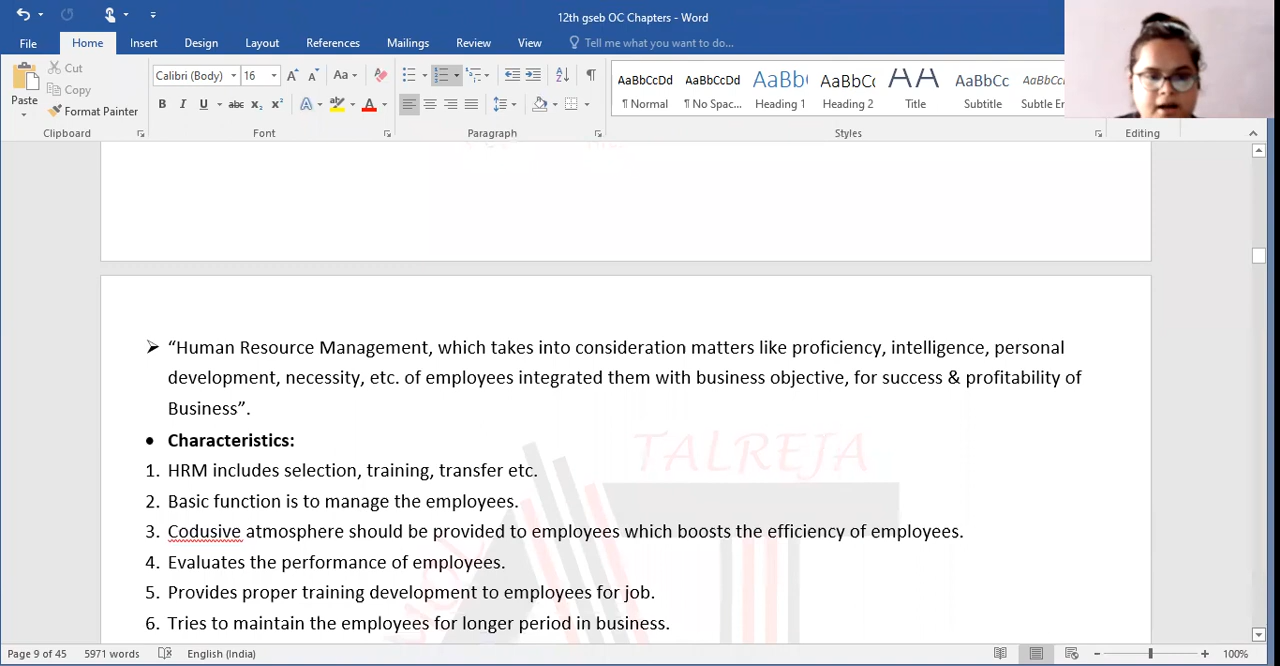 12th gseb OC Chapters - Word
File Home Insert Design Layout References Mailings Review View Tell me what you want to do...
Cut
Copy
Paste
Format Painter
Calibri (Body) 16
AaBbCcDd AaBbCcDd AaBb( AaBbCc AA AaBbCc AaBbCc
¶ Normal ¶ No Spac... Heading 1 Heading 2 Title Subtitle Subtle Er
Clipboard Font Paragraph Styles Editing
“Human Resource Management, which takes into consideration matters like proficiency, intelligence, personal
development, necessity, etc. of employees integrated them with business objective, for success & profitability of
Business”.
• Characteristics:
TALREJA
1. HRM includes selection, training, transfer etc.
2. Basic function is to manage the employees.
3. Codusive atmosphere should be provided to employees which boosts the efficiency of employees.
4. Evaluates the performance of employees.
5. Provides proper training development to employees for job.
6. Tries to maintain the employees for longer period in business.
Page 9 of 45 5971 words English (India) 100%